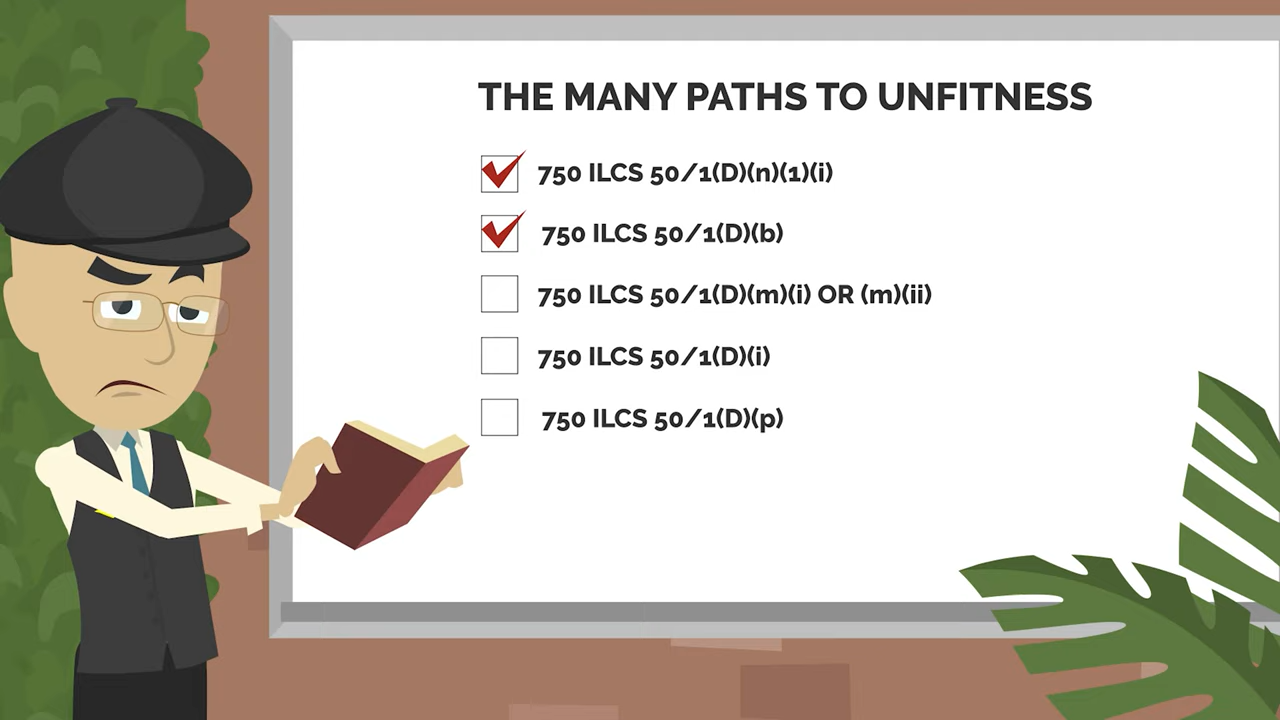 THE MANY PATHS TO UNFITNESS
750 ILCS 50/1(D)(n)(1)(i)
750 ILCS 50/1(D)(b)
750 ILCS 50/1(D)(m)(i) OR (m)(ii)
750 ILCS 50/1(D)(i)
750 ILCS 50/1(D)(p)